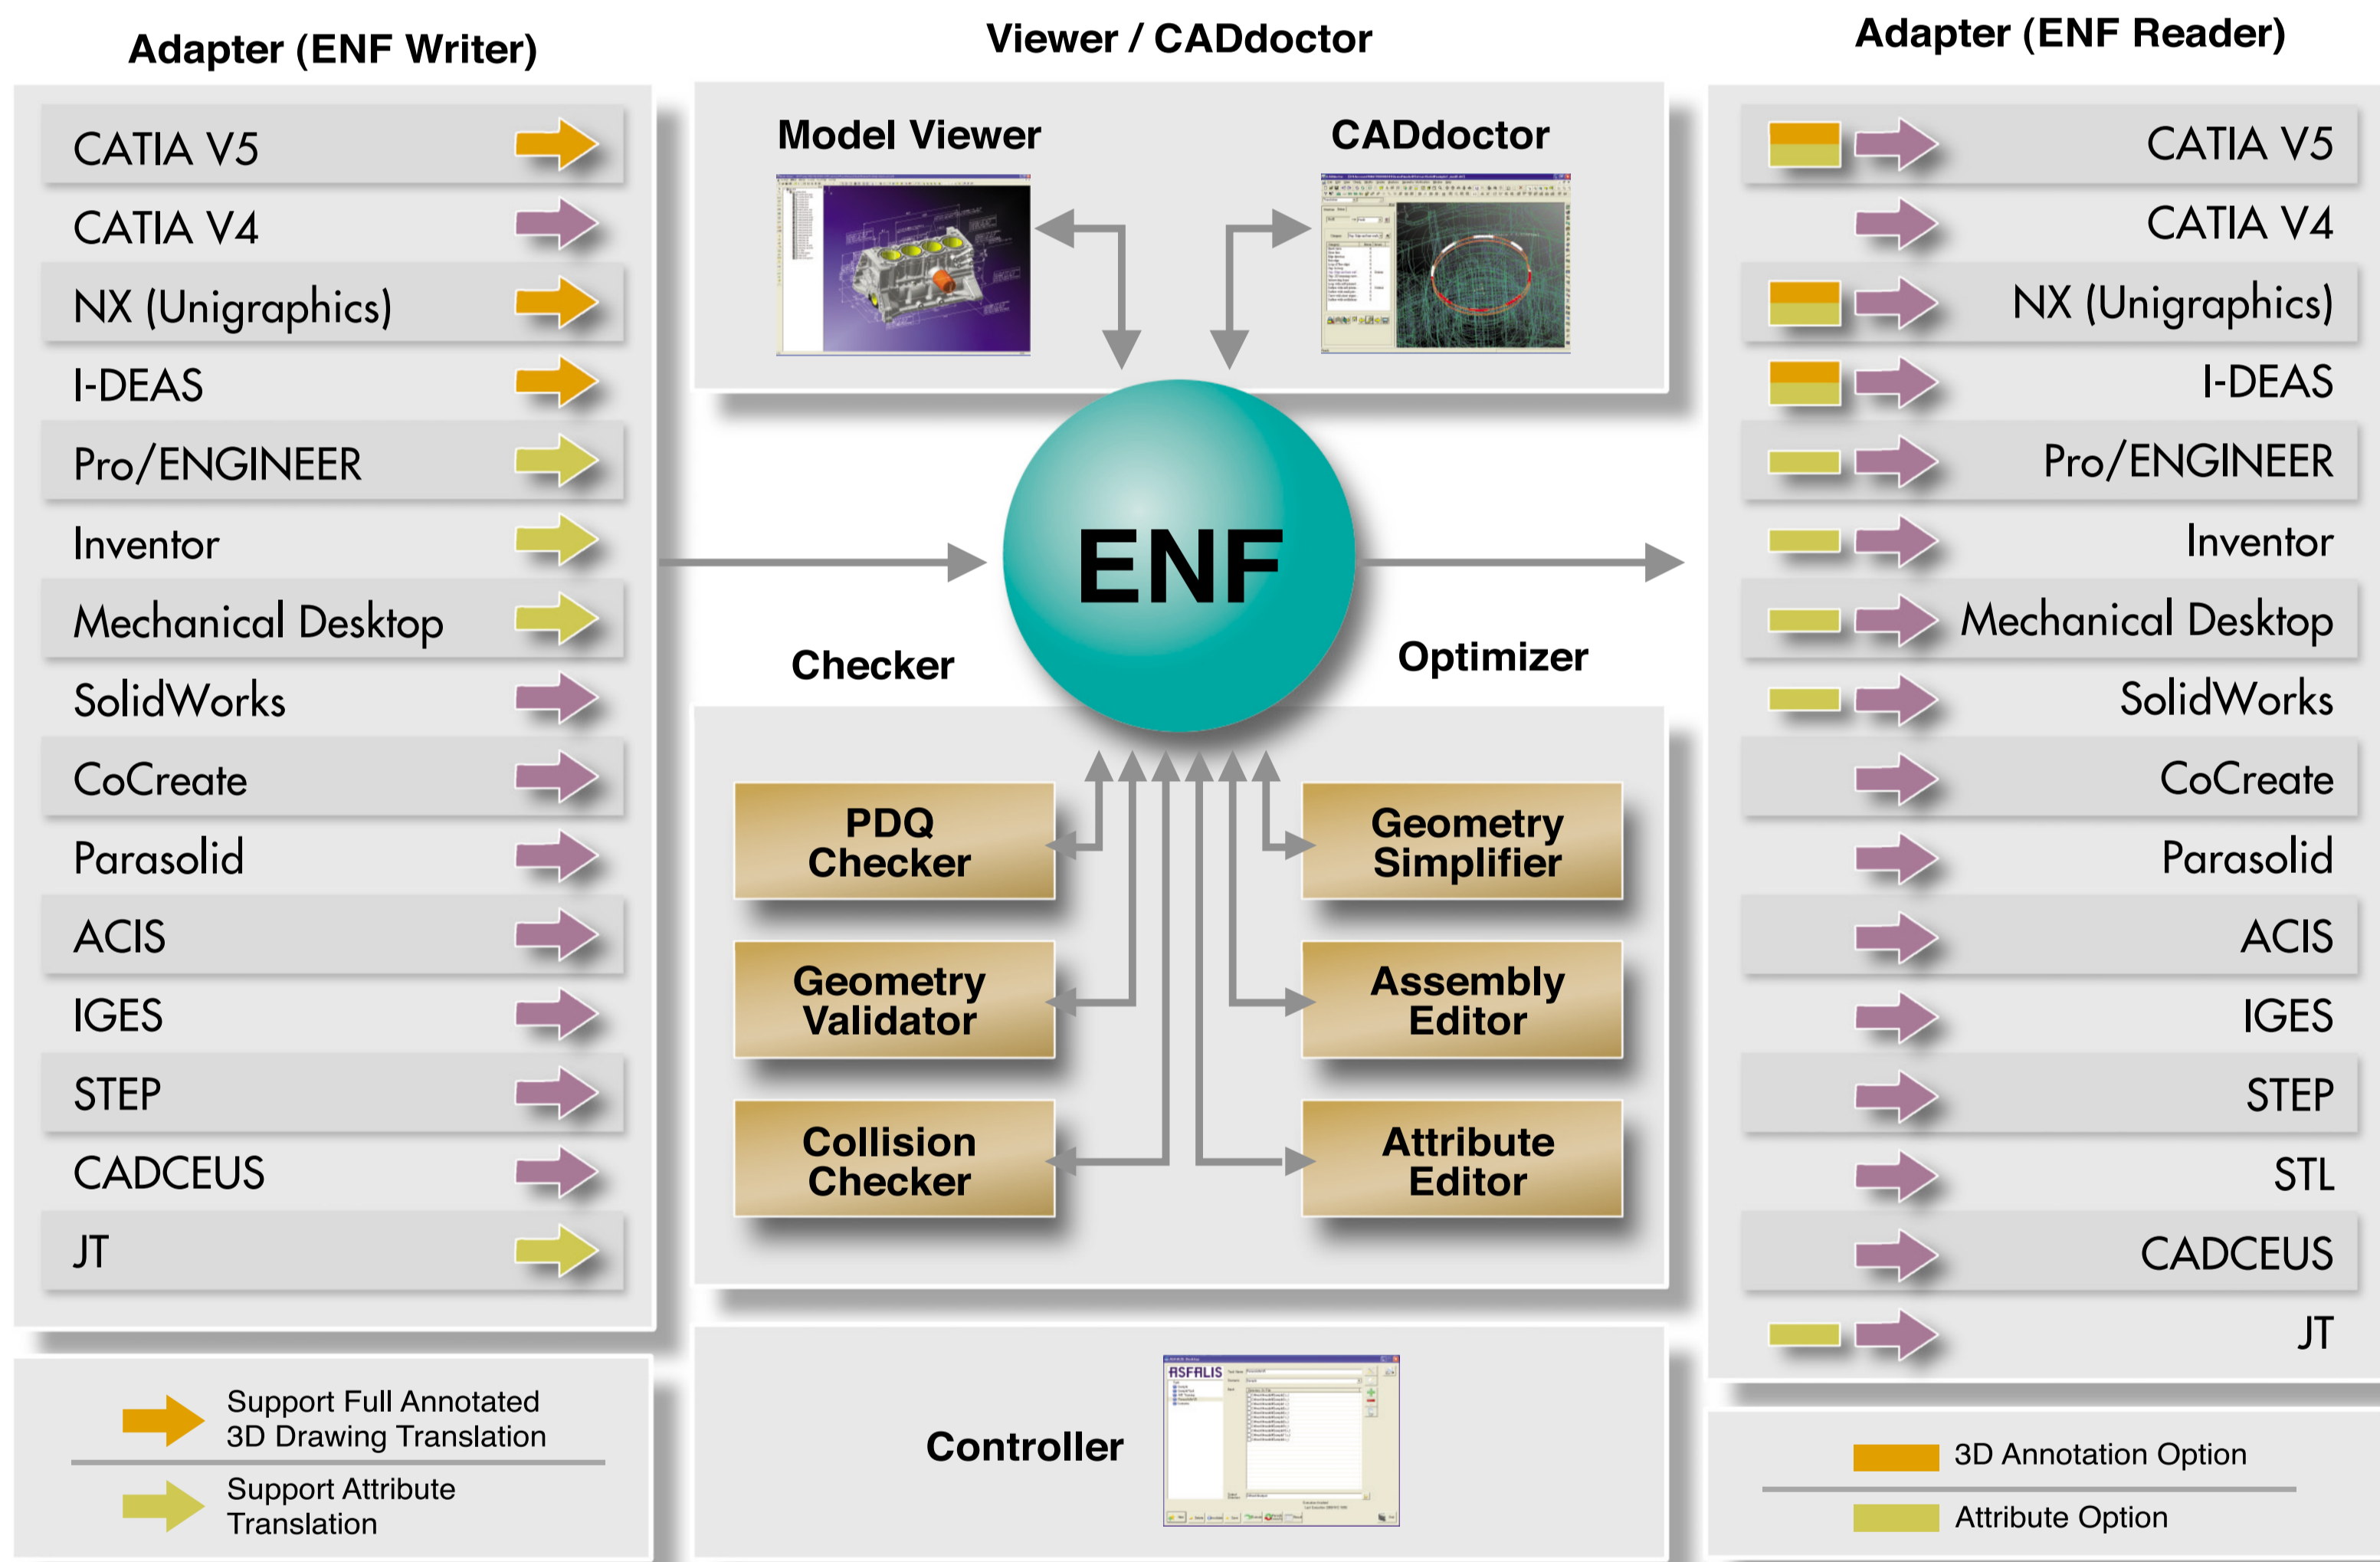 Adapter (ENF Writer)
CATIA V5
CATIA V4
NX (Unigraphics)
I-DEAS
Pro/ENGINEER
Inventor
Mechanical Desktop
SolidWorks
CoCreate
Parasolid
ACIS
IGES
STEP
CADCEUS
JT
Support Full Annotated
3D Drawing Translation
Support Attribute
Translation
Viewer / CADdoctor
Model Viewer
CADdoctor
ENF
Checker
Optimizer
PDQ
Checker
Geometry
Validator
Collision
Checker
Geometry
Simplifier
Assembly
Editor
Attribute
Editor
Controller
ASFALIS
Adapter (ENF Reader)
CATIA V5
CATIA V4
NX (Unigraphics)
I-DEAS
Pro/ENGINEER
Inventor
Mechanical Desktop
SolidWorks
CoCreate
Parasolid
ACIS
IGES
STEP
STL
CADCEUS
JT
3D Annotation Option
Attribute Option